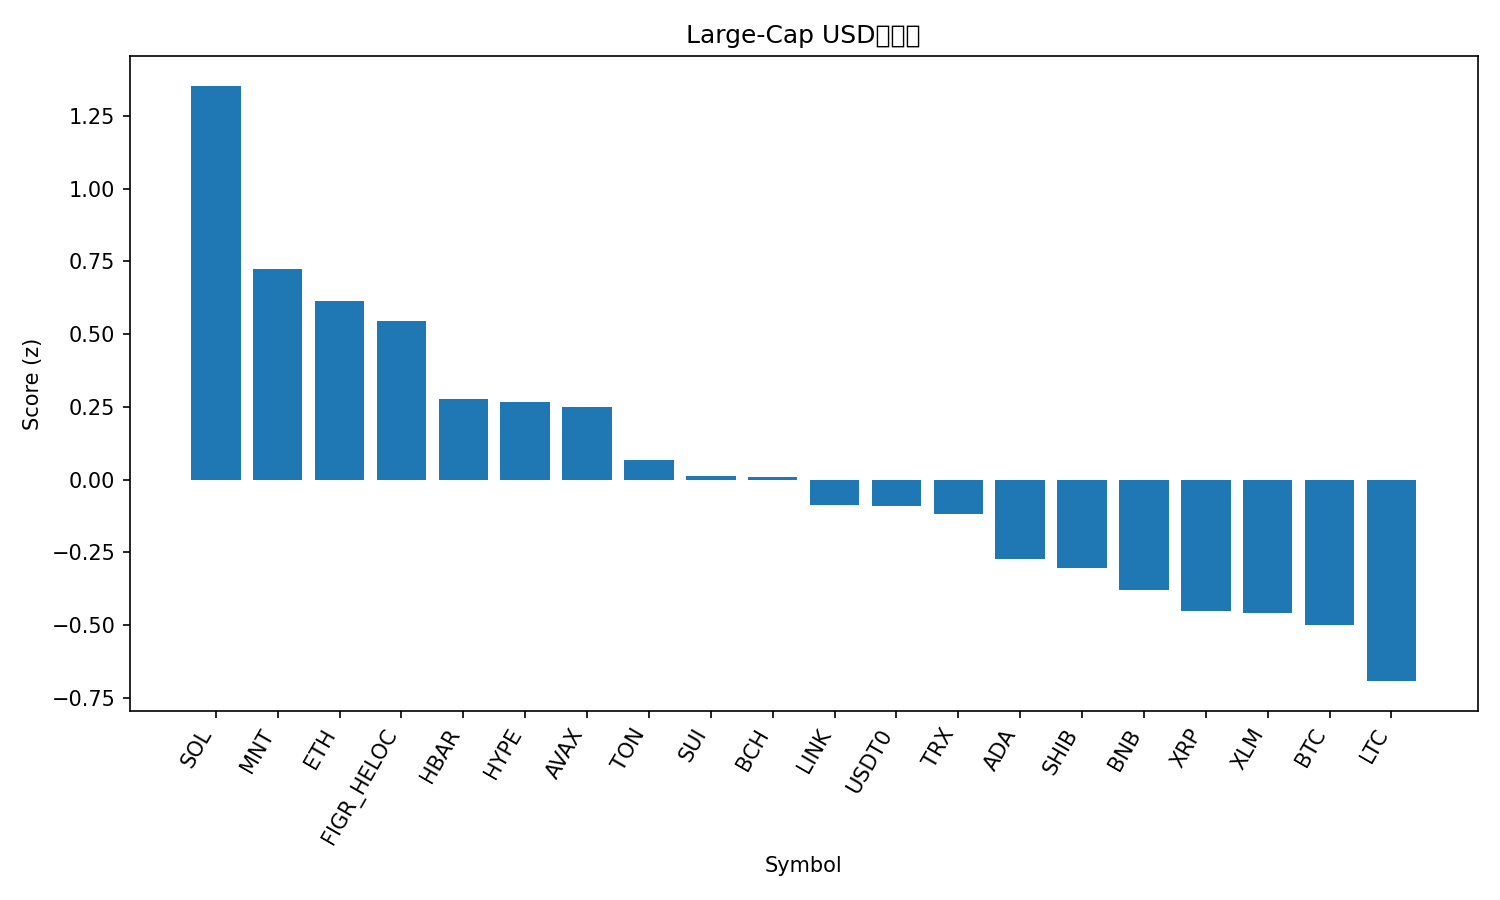 Large-Cap USD
1.25
1.00
0.75
0.50
0.25
0.00
−0.25
−0.50
−0.75
Score (z)
SOL
MNT
ETH
FIGR_HELOC
HBAR
HYPE
AVAX
TON
SUI
BCH
LINK
USDT0
TRX
ADA
SHIB
BNB
XRP
XLM
BTC
LTC
Symbol